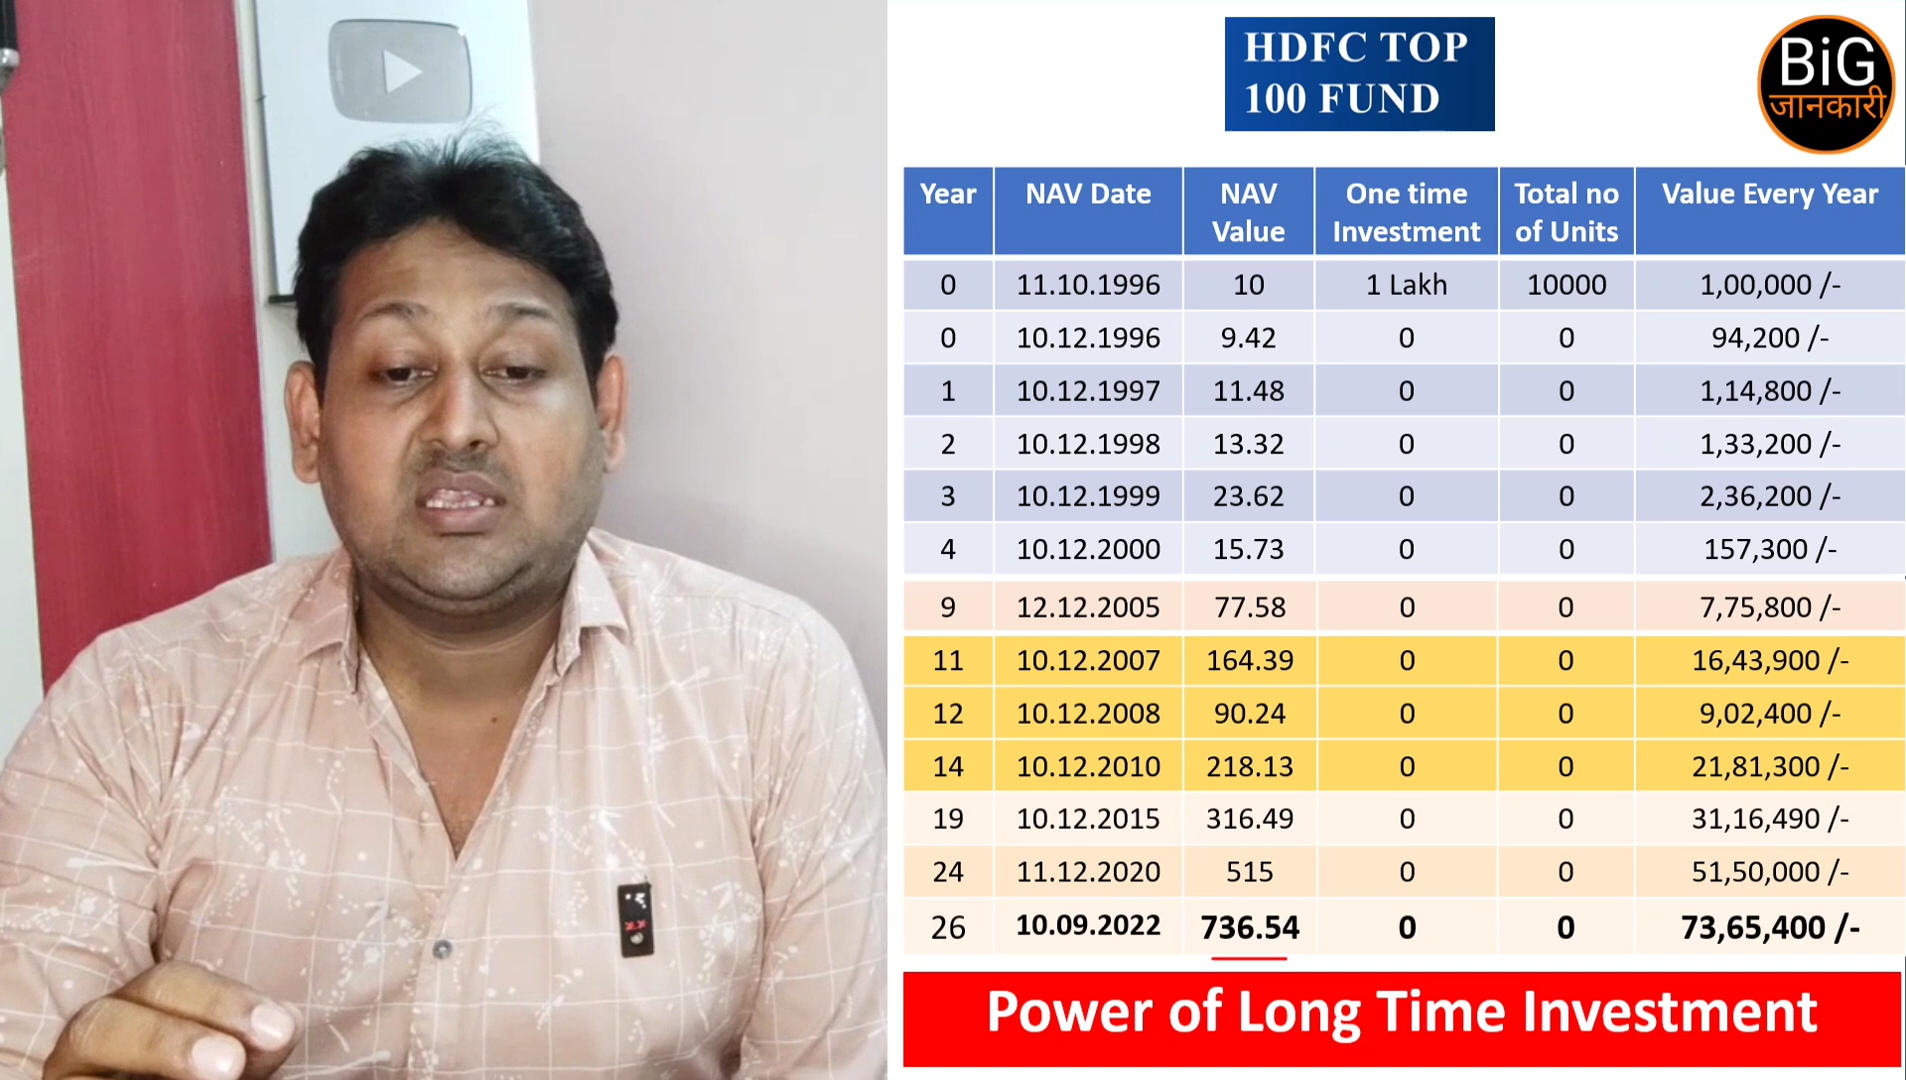 HDFC TOP
100 FUND
BiG
जानकारी
Year NAV Date NAV Value One time Investment Total no of Units Value Every Year
0 11.10.1996 10 1 Lakh 10000 1,00,000 /-
0 10.12.1996 9.42 0 0 94,200 /-
1 10.12.1997 11.48 0 0 1,14,800 /-
2 10.12.1998 13.32 0 0 1,33,200 /-
3 10.12.1999 23.62 0 0 2,36,200 /-
4 10.12.2000 15.73 0 0 157,300 /-
9 12.12.2005 77.58 0 0 7,75,800 /-
11 10.12.2007 164.39 0 0 16,43,900 /-
12 10.12.2008 90.24 0 0 9,02,400 /-
14 10.12.2010 218.13 0 0 21,81,300 /-
19 10.12.2015 316.49 0 0 31,16,490 /-
24 11.12.2020 515 0 0 51,50,000 /-
26 10.09.2022 736.54 0 0 73,65,400 /-
Power of Long Time Investment